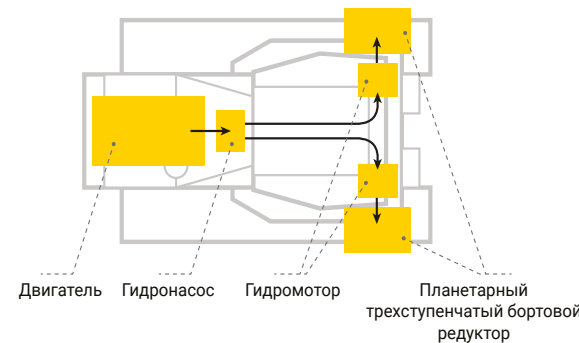 Двигатель
Гидронасос
Гидромотор
Планетарный
трехступенчатый бортовой
редуктор